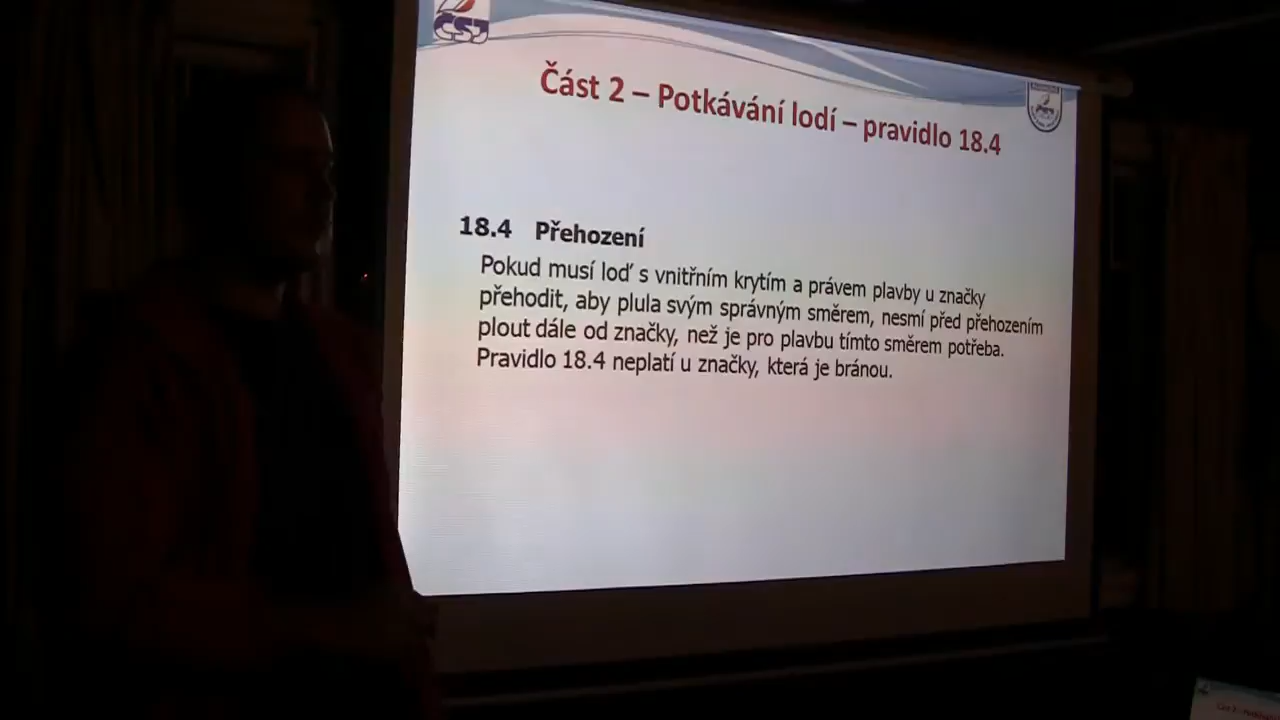 ČSJ
Část 2 – Potkávání lodí – pravidlo 18.4
18.4 Přehození
Pokud musí loď s vnitřním krytím a právem plavby u značky
přehodit, aby plula svým správným směrem, nesmí před přehozením
plout dále od značky, než je pro plavbu tímto směrem potřeba.
Pravidlo 18.4 neplatí u značky, která je bránou.